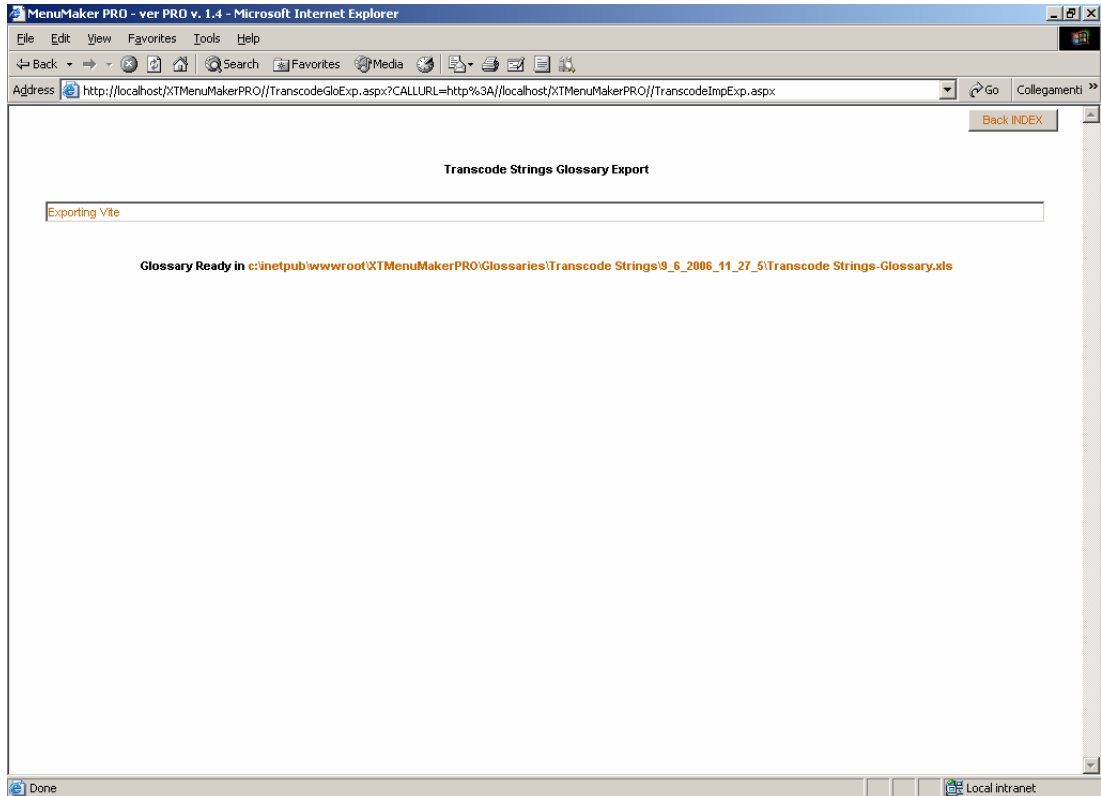 MenuMaker PRO - ver PRO v. 1.4 - Microsoft Internet Explorer
File Edit View Favorites Tools Help
Back Search Favorites Media
Address http://localhost/XTMenuMakerPRO//TranscodeGloExp.aspx?CALLURL=http%3A//localhost/XTMenuMakerPRO//TranscodeImpExp.aspx Go Collegamenti »
Back INDEX
Transcode Strings Glossary Export
Exporting Vite
Glossary Ready in c:\inetpub\wwwroot\XTMenuMakerPRO\Glossaries\Transcode Strings\9_6_2006_11_27_5\Transcode Strings-Glossary.xls
Done Local intranet